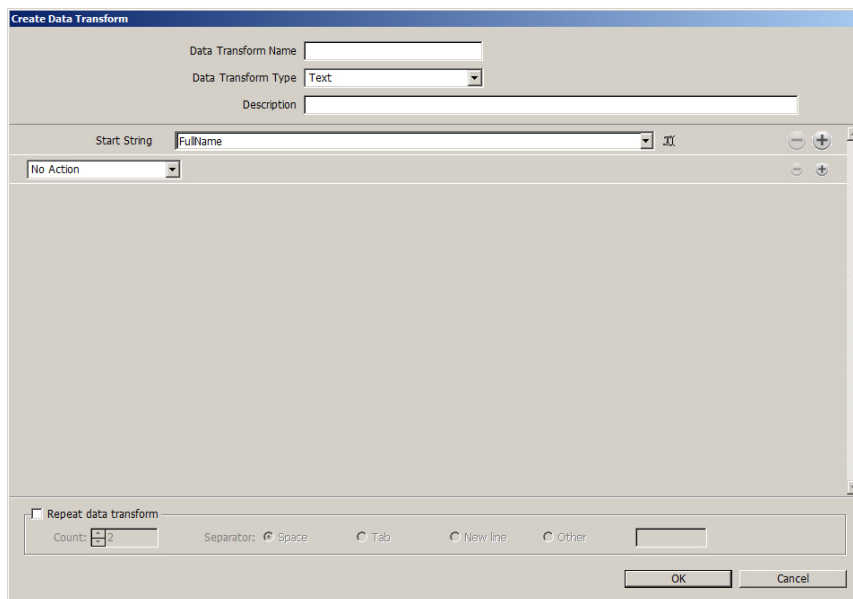 Create Data Transform
Data Transform Name
Data Transform Type Text
Description
Start String FullName
No Action
Repeat data transform
Count: 2 Separator: Space Tab New line Other
OK Cancel